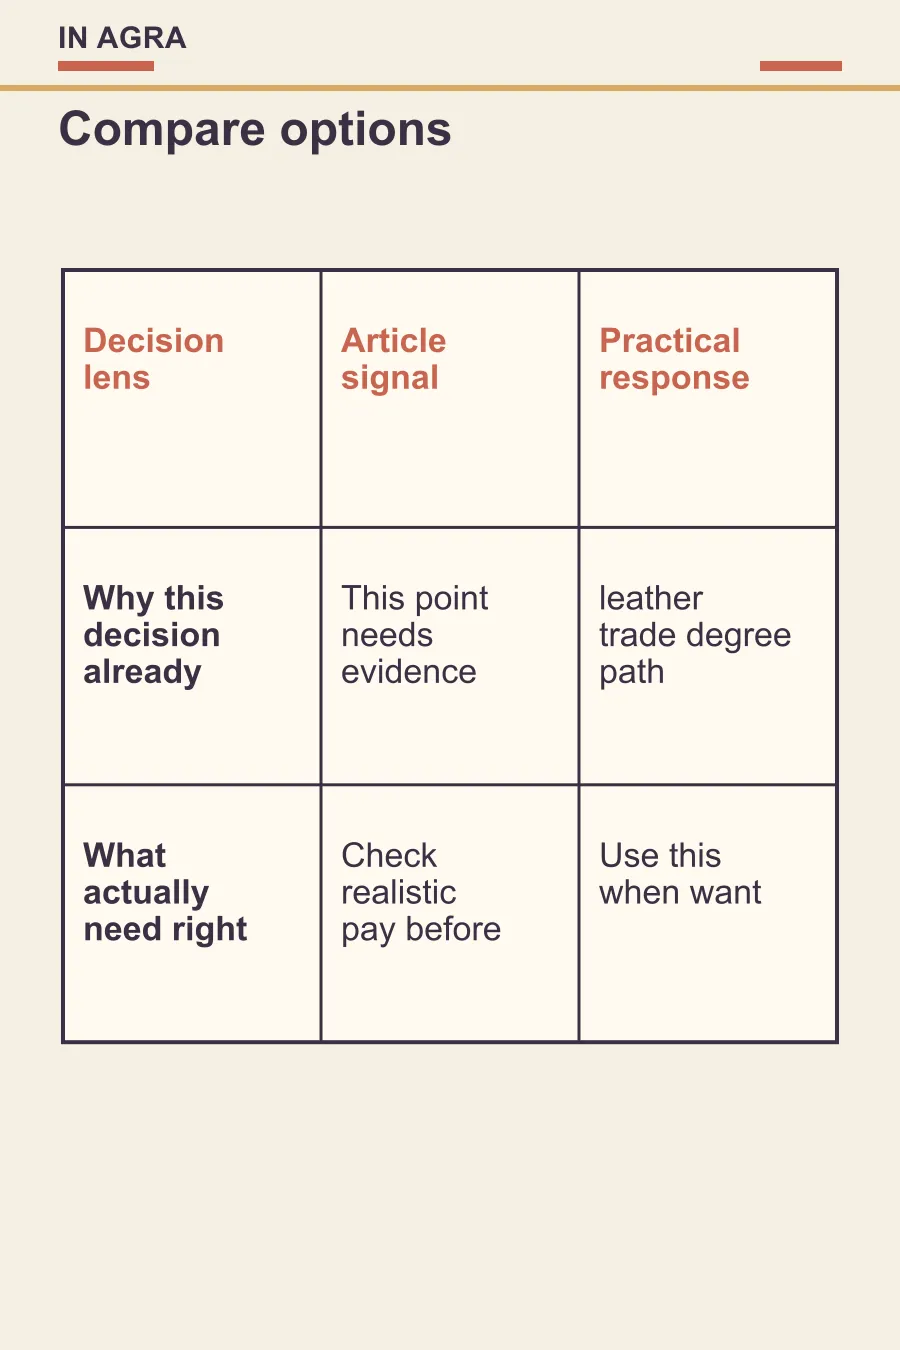 IN AGRA
Compare options
Decision
lens
Article
signal
Practical
response
Why this
decision
already
This point
needs
evidence
leather
trade degree
path
What
actually
need right
Check
realistic
pay before
Use this
when want